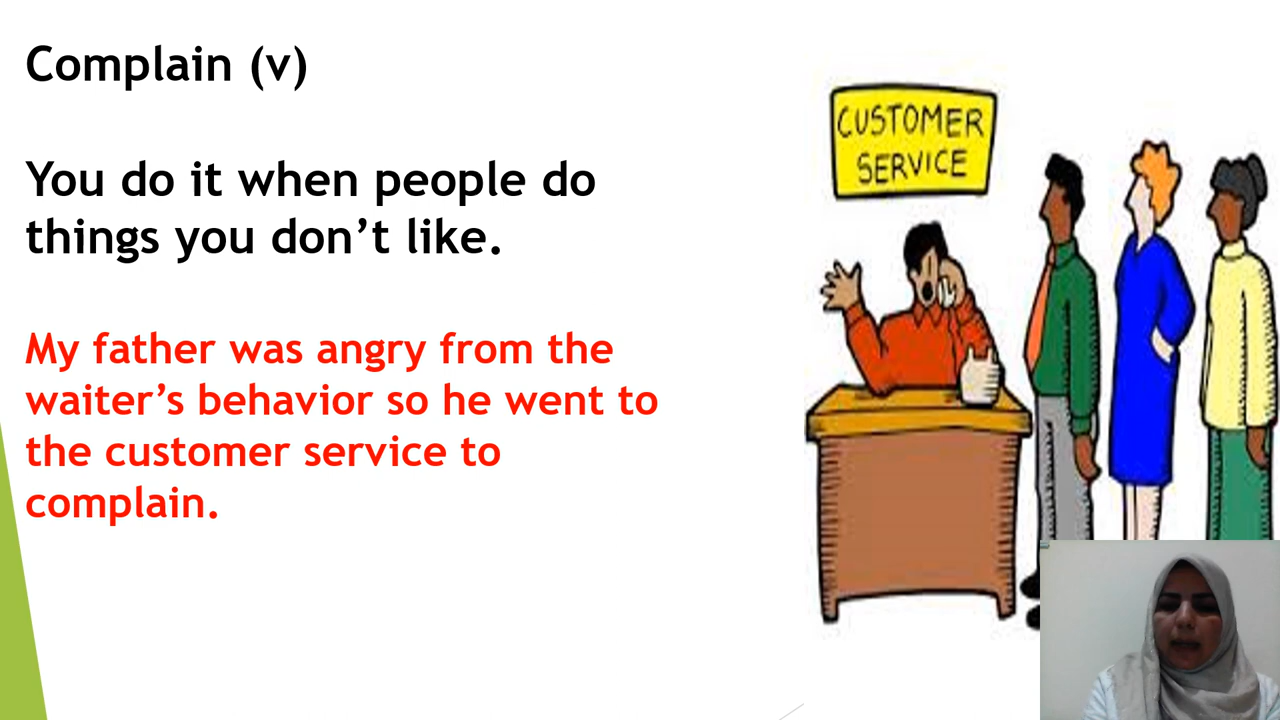 Complain (v)
You do it when people do
things you don’t like.
My father was angry from the
waiter’s behavior so he went to
the customer service to
complain.
CUSTOMER
SERVICE